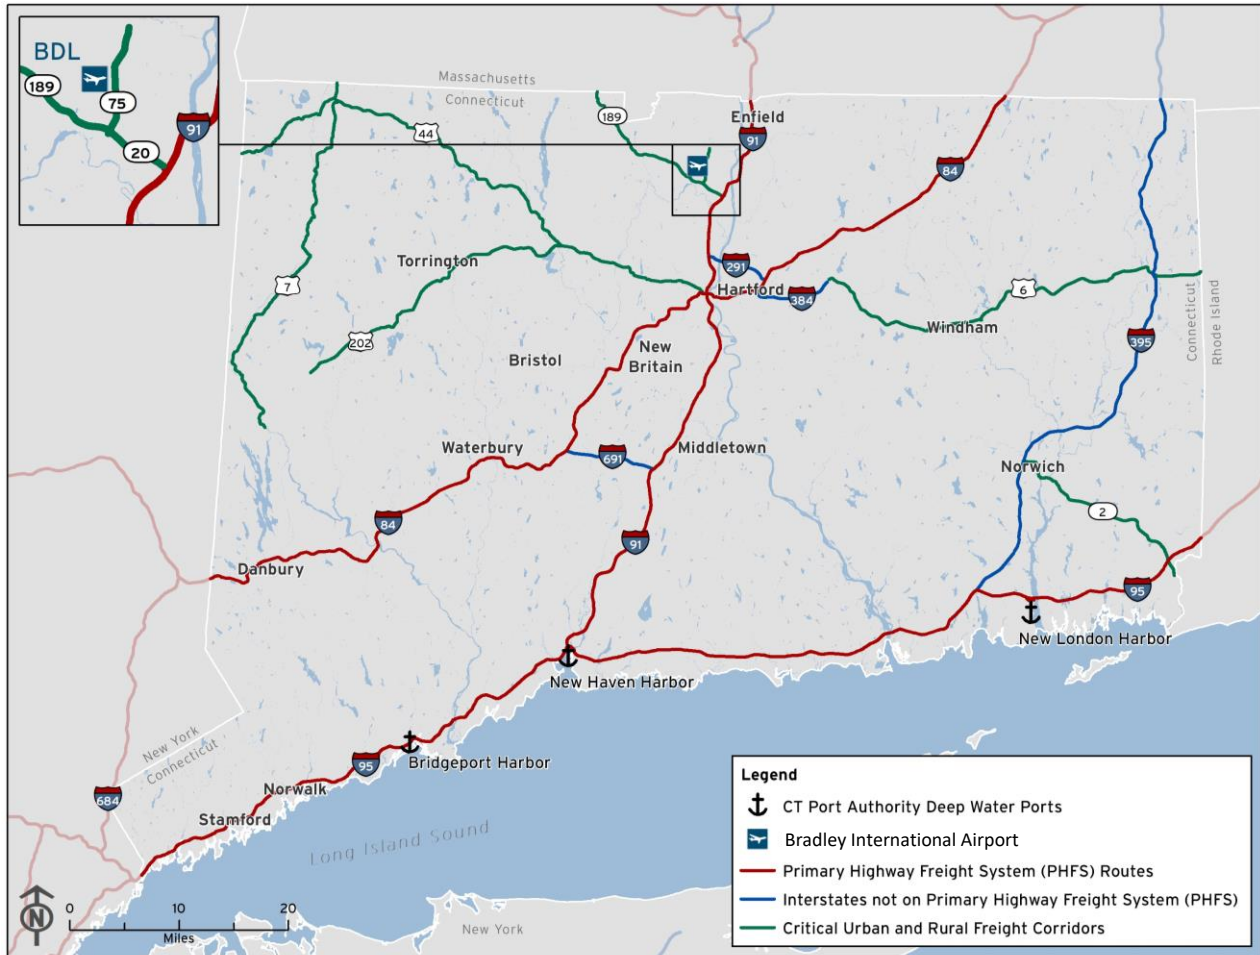 BDL
189
75
91
20
Massachusetts
Connecticut
189
Enfield
91
44
84
Torrington
7
291
Hartford
384
6
Connecticut
Rhode Island
202
Windham
395
Bristol
New
Britain
Waterbury
691
Middletown
Norwich
84
2
91
Danbury
95
New London Harbor
New Haven Harbor
New York
Connecticut
Bridgeport Harbor
95
684
Norwalk
Stamford
Long Island Sound
Legend
CT Port Authority Deep Water Ports
Bradley International Airport
Primary Highway Freight System (PHFS) Routes
Interstates not on Primary Highway Freight System (PHFS)
Critical Urban and Rural Freight Corridors
N
0 10 20
Miles
New York